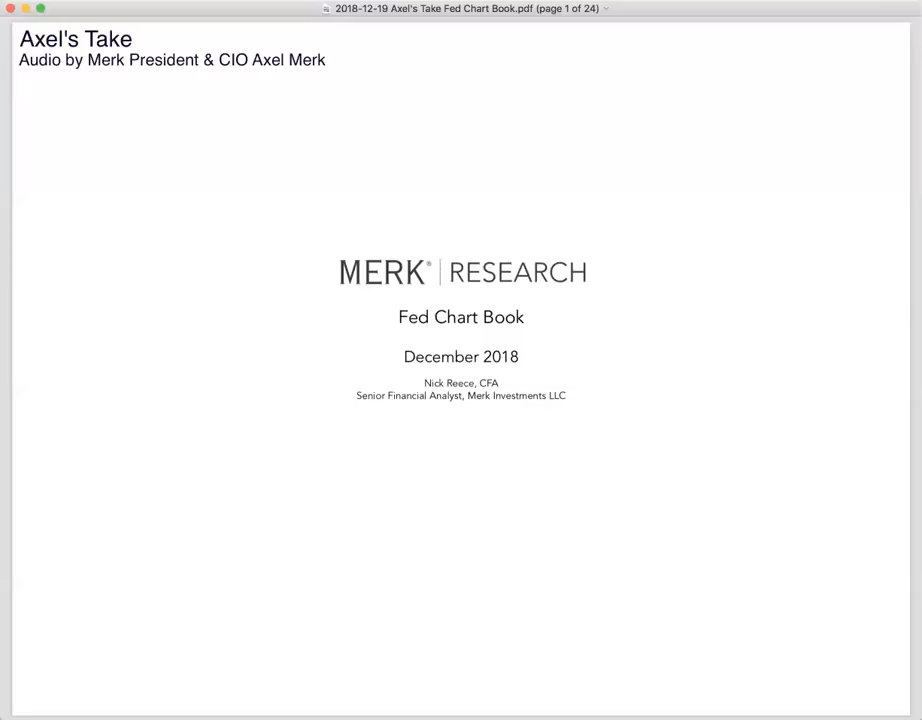 2018-12-19 Axel's Take Fed Chart Book.pdf (page 1 of 24)
Axel's Take
Audio by Merk President & CIO Axel Merk
MERK® | RESEARCH
Fed Chart Book
December 2018
Nick Reece, CFA
Senior Financial Analyst, Merk Investments LLC